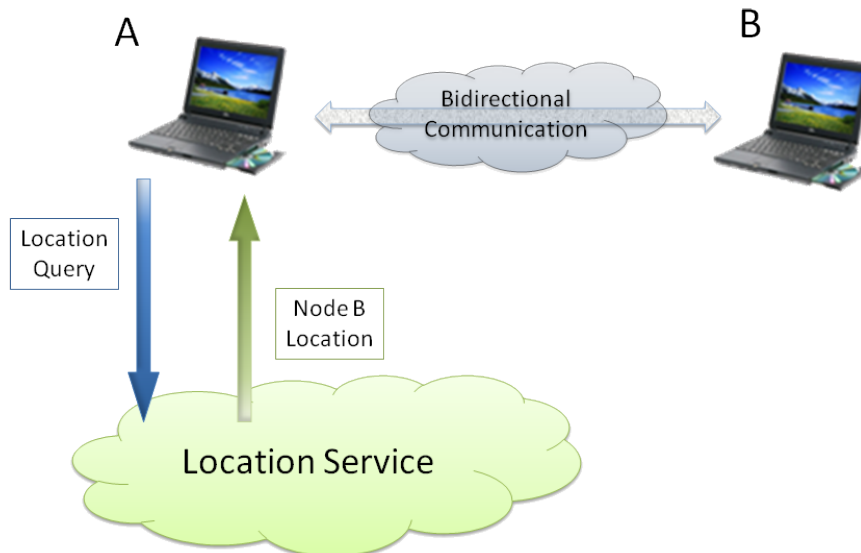 A
B
Bidirectional
Communication
Location
Query
Node B
Location
Location Service